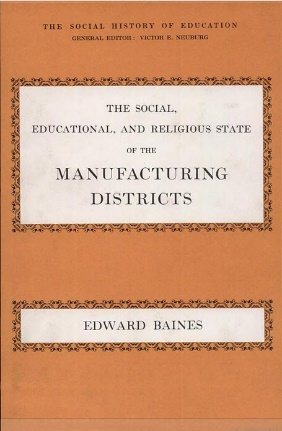 THE SOCIAL HISTORY OF EDUCATION
GENERAL EDITOR: VICTOR E. NEUBURG
THE SOCIAL,
EDUCATIONAL, AND RELIGIOUS STATE
OF THE
MANUFACTURING
DISTRICTS
EDWARD BAINES